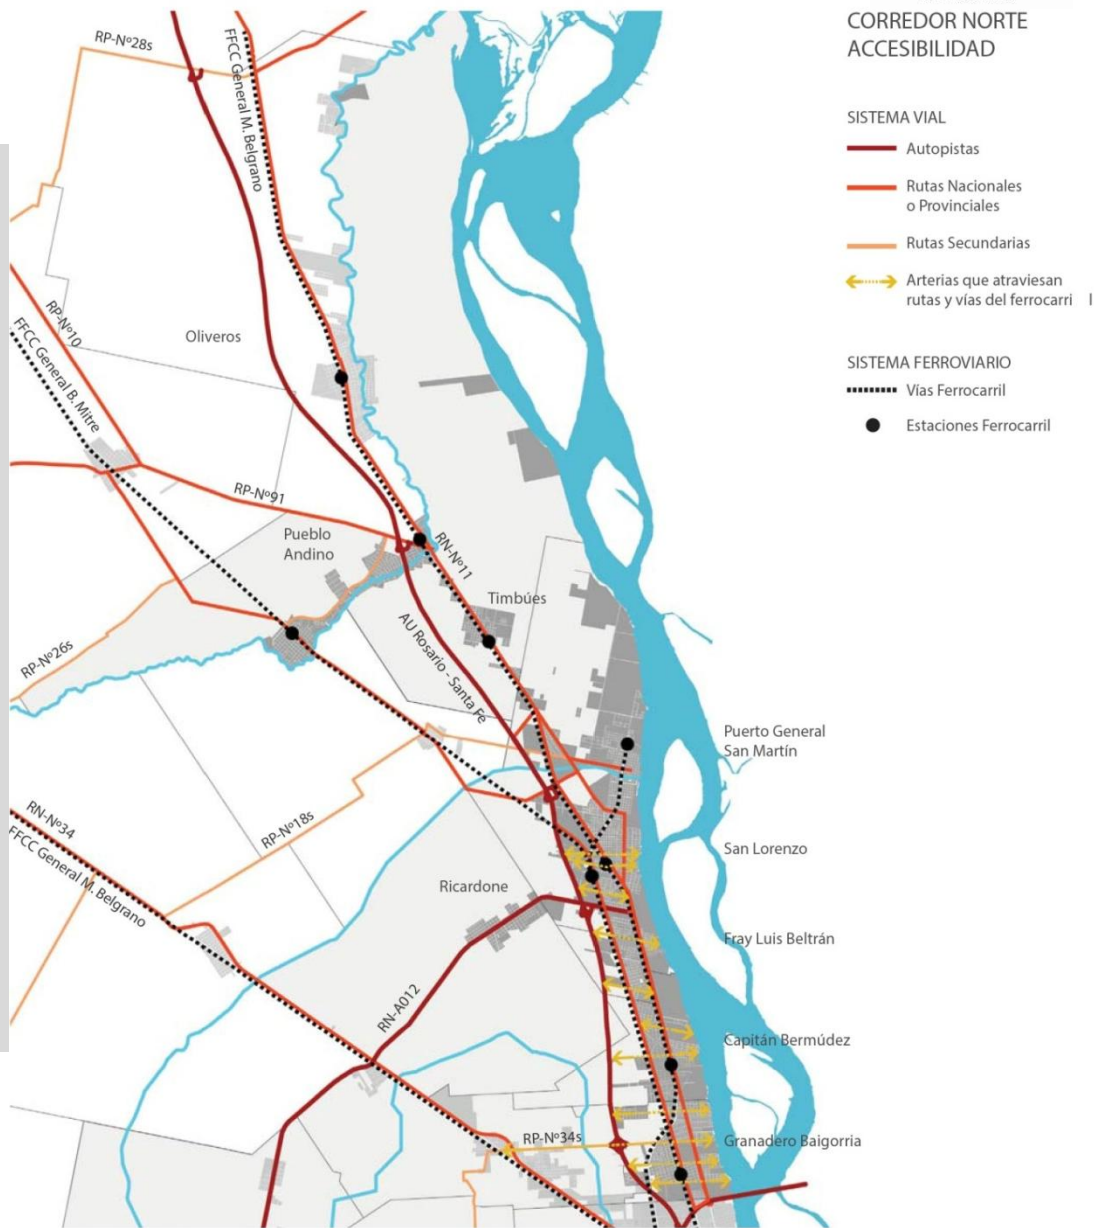 CORREDOR NORTE
ACCESIBILIDAD
SISTEMA VIAL
Autopistas
Rutas Nacionales
o Provinciales
Rutas Secundarias
Arterias que atraviesan
rutas y vías del ferrocarri l
SISTEMA FERROVIARIO
Vías Ferrocarril
Estaciones Ferrocarril
RP-Nº28s
FFCC General M. Belgrano
RP-Nº10
FFCC General B. Mitre
Oliveros
RP-Nº91
Pueblo
Andino
RN-Nº11
Timbúes
AU Rosario - Santa Fe
RP-Nº26s
Puerto General
San Martín
RN-Nº34
FFCC General M. Belgrano
RP-Nº18s
San Lorenzo
Ricardone
Fray Luis Beltrán
RN-A012
Capitán Bermúdez
RP-Nº34s
Granadero Baigorria